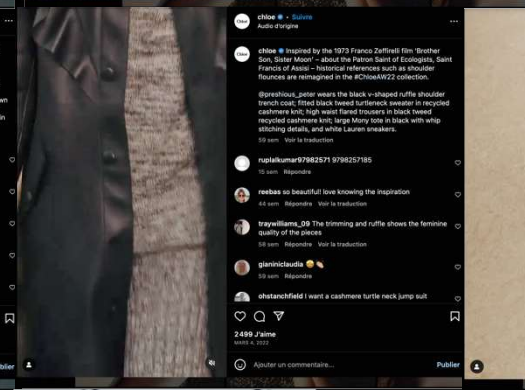 chloe • Suivre
Audio d'origine
chloe Inspired by the 1973 Franco Zeffirelli film 'Brother
Son, Sister Moon' – about the Patron Saint of Ecologists, Saint
Francis of Assisi – historical references such as shoulder
flounces are reimagined in the #ChloeAW22 collection.
@preshious_peter wears the black v-shaped ruffle shoulder
trench coat; fitted black tweed turtleneck sweater in recycled
cashmere knit; high waist flared trousers in black tweed
recycled cashmere knit; large Mony tote in black with whip
stitching details, and white Lauren sneakers.
59 sem Voir la traduction
ruplalkumar97982571 9798257185
15 sem Répondre
reebas so beautiful! love knowing the inspiration
44 sem Répondre Voir la traduction
traywilliams_09 The trimming and ruffle shows the feminine
quality of the pieces
58 sem Répondre Voir la traduction
gianiniclaudia 🤩👏
59 sem Répondre
ohstanchfield I want a cashmere turtle neck jump suit
2499 J'aime
MARS 4, 2022
Ajouter un commentaire...
Publier